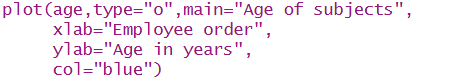 plot(age,type="o",main="Age of subjects",
xlab="Employee order",
ylab="Age in years",
col="blue")